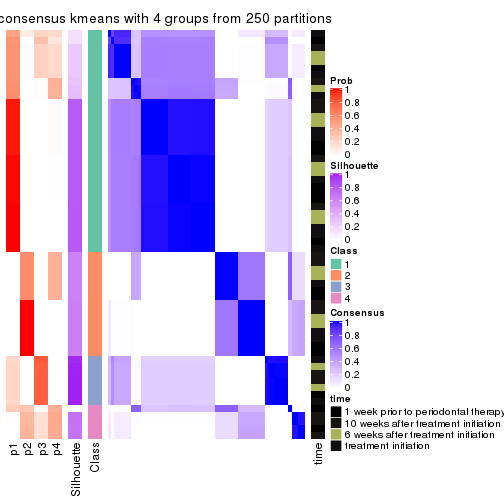 consensus kmeans with 4 groups from 250 partitions
Prob
1
0.8
0.6
0.4
0.2
0
Silhouette
1
0.8
0.6
0.4
0.2
0
Class
1
2
3
4
Consensus
1
0.8
0.6
0.4
0.2
0
time
1 week prior to periodontal therapy
10 weeks after treatment initiation
6 weeks after treatment initiation
treatment initiation
p1
p2
p3
p4
Silhouette
Class
time